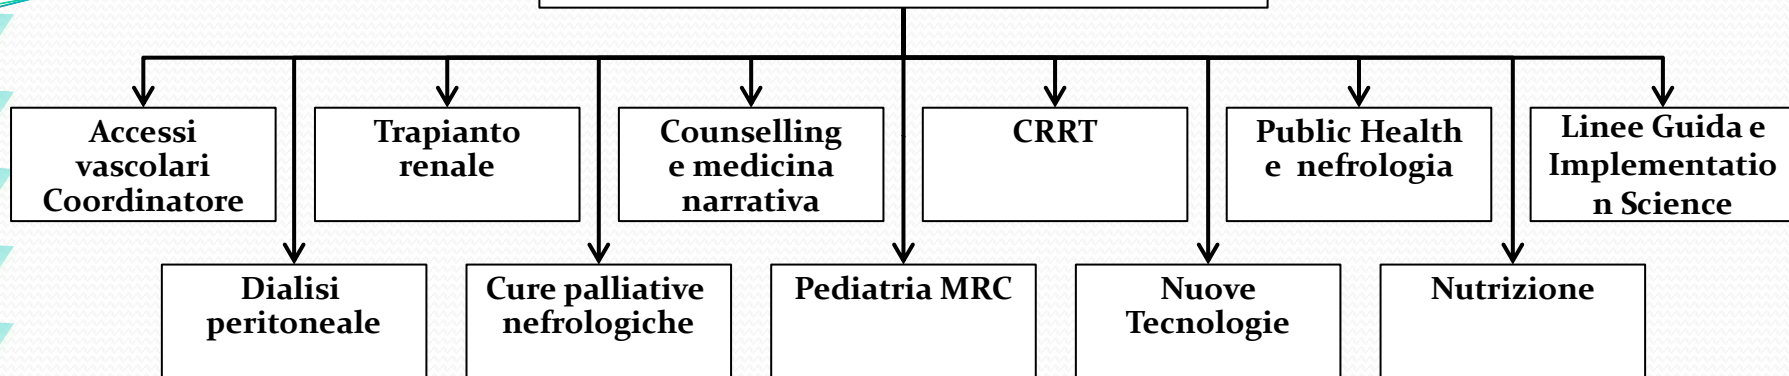 Accessi
vascolari
Coordinatore
Trapianto
renale
Counselling
e medicina
narrativa
CRRT
Public Health
e nefrologia
Linee Guida e
Implementatio
n Science
Dialisi
peritoneale
Cure palliative
nefrologiche
Pediatria MRC
Nuove
Tecnologie
Nutrizione